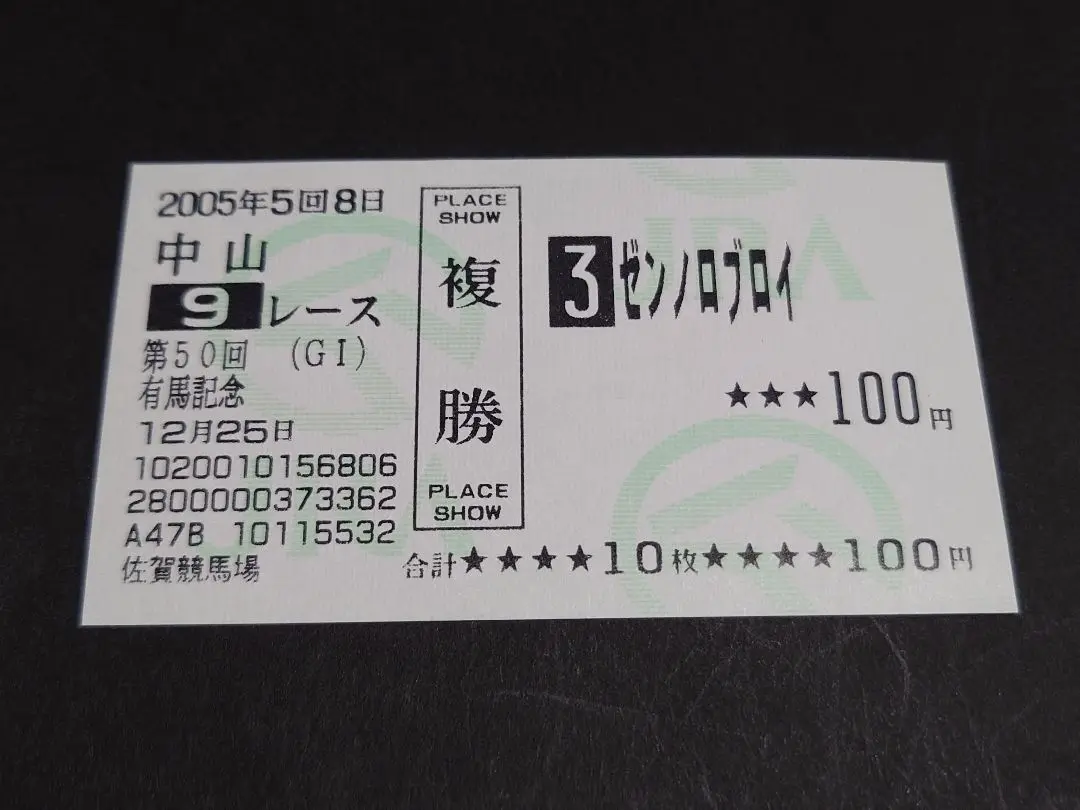 2005年5回8日
中山
9レース
第50回 (GI)
有馬記念
12月25日
1020010156806
2800000373362
A47B 10115532
佐賀競馬場
PLACE
SHOW
複勝
PLACE
SHOW
3 ゼンノロブロイ
★★★100円
合計★★★★10枚★★★★100円
JRA